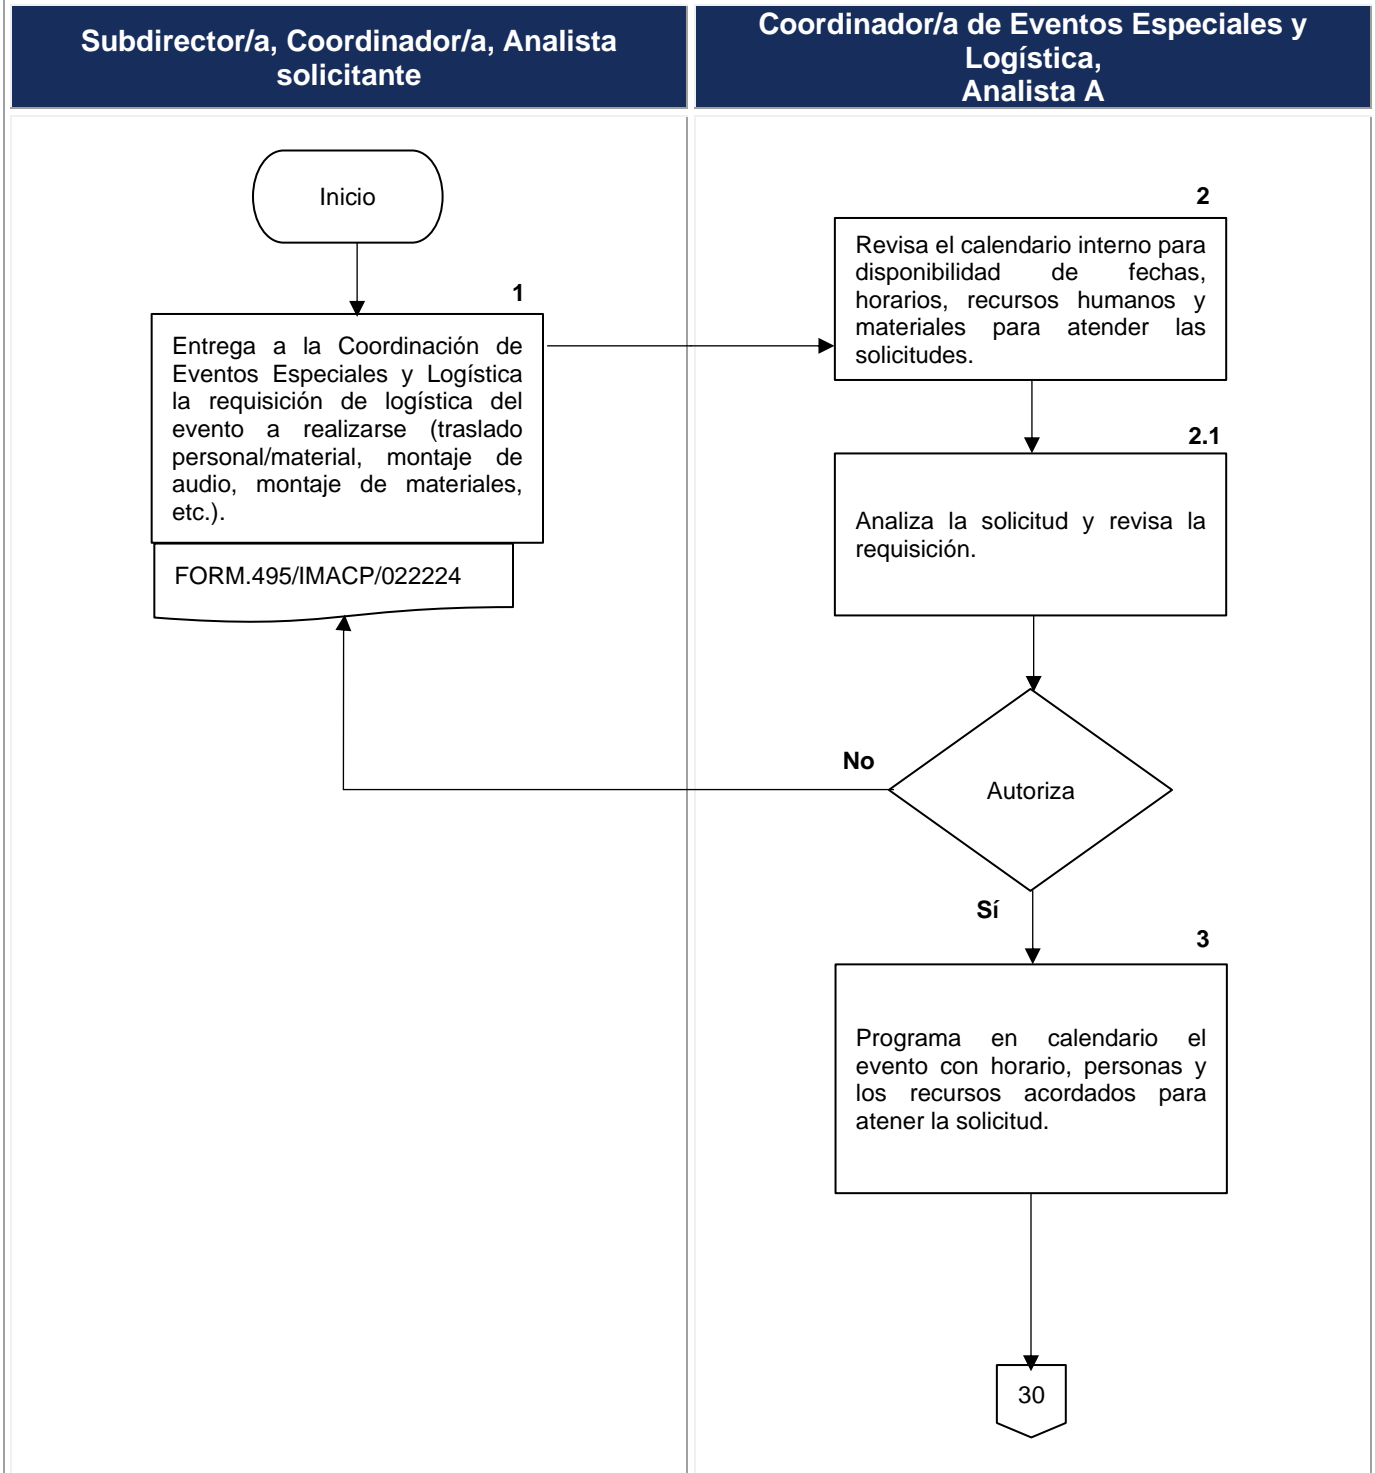 Subdirector/a, Coordinador/a, Analista
solicitante
Coordinador/a de Eventos Especiales y
Logística,
Analista A
Inicio
1
Entrega a la Coordinación de
Eventos Especiales y Logística
la requisición de logística del
evento a realizarse (traslado
personal/material, montaje de
audio, montaje de materiales,
etc.).
FORM.495/IMACP/022224
2
Revisa el calendario interno para
disponibilidad de fechas,
horarios, recursos humanos y
materiales para atender las
solicitudes.
2.1
Analiza la solicitud y revisa la
requisición.
No
Autoriza
Sí
3
Programa en calendario el
evento con horario, personas y
los recursos acordados para
atener la solicitud.
30